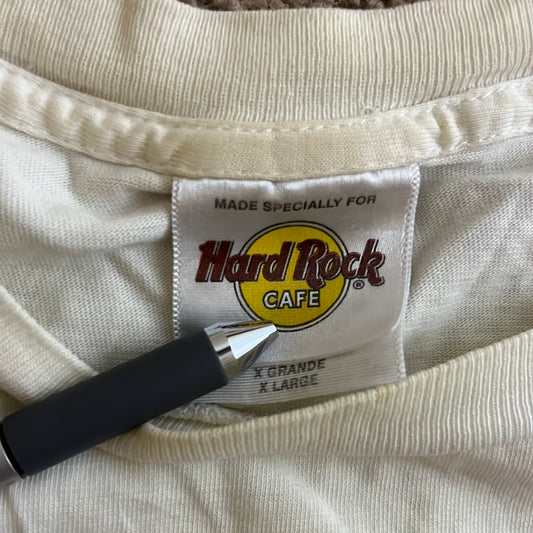 MADE SPECIALLY FOR
Hard Rock ®
CAFE
X GRANDE
X LARGE